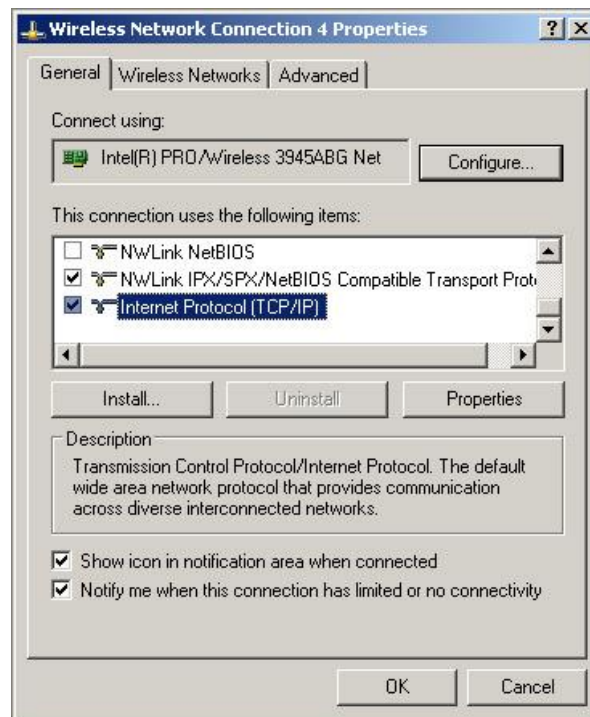 Wireless Network Connection 4 Properties
General Wireless Networks Advanced
Connect using:
Intel(R) PRO/Wireless 3945ABG Net
Configure...
This connection uses the following items:
NWLink NetBIOS
NWLink IPX/SPX/NetBIOS Compatible Transport
Internet Protocol (TCP/IP)
Install... Uninstall Properties
Description
Transmission Control Protocol/Internet Protocol. The default
wide area network protocol that provides communication
across diverse interconnected networks.
Show icon in notification area when connected
Notify me when this connection has limited or no connectivity
OK Cancel